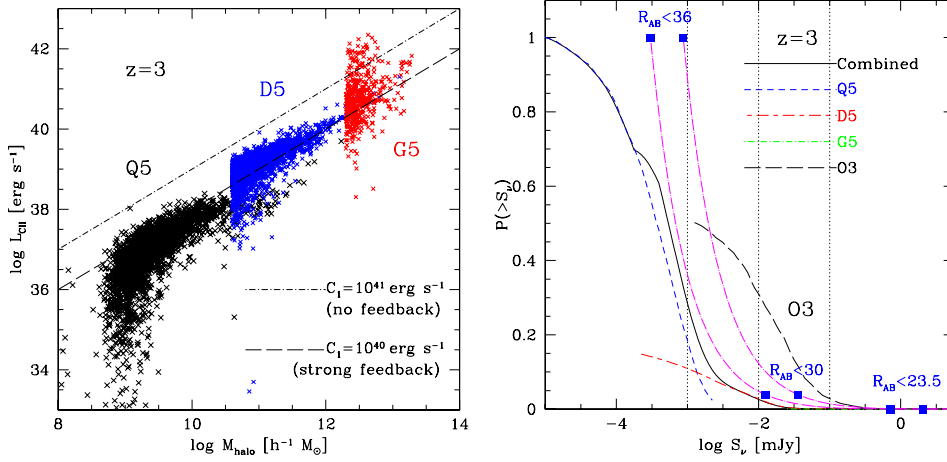 z=3
D5
Q5
G5
C₁=10⁴¹ erg s⁻¹
(no feedback)
C₁=10⁴⁰ erg s⁻¹
(strong feedback)
42
40
38
36
34
8
10
12
14
log L_CII [erg s⁻¹]
log M_halo [h⁻¹ M_⊙]
R_AB<36
z=3
Combined
Q5
D5
G5
O3
O3
R_AB<30
R_AB<23.5
1
0.8
0.6
0.4
0.2
0
-4
-2
0
P(>S_ν)
log S_ν [mJy]